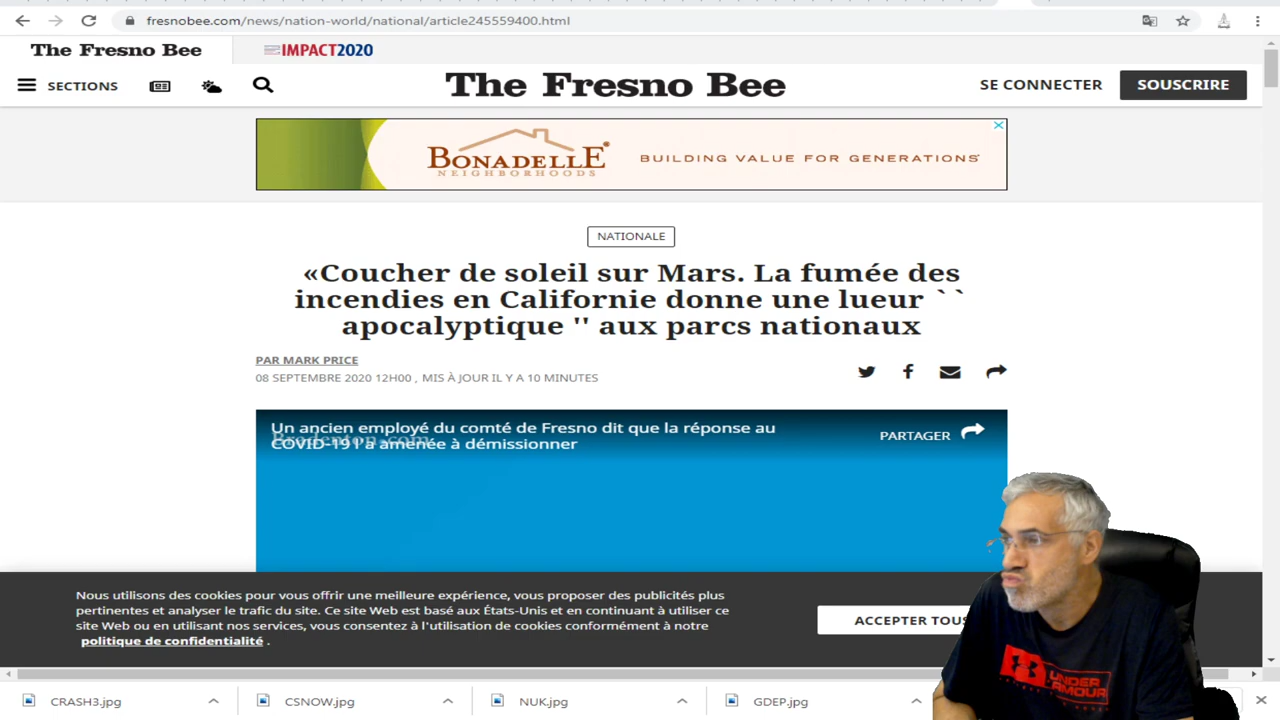 fresnobee.com/news/nation-world/national/article245559400.html
The Fresno Bee
IMPACT2020
SECTIONS
The Fresno Bee
SE CONNECTER
SOUSCRIRE
BONADELLE
NEIGHBORHOODS
BUILDING VALUE FOR GENERATIONS
NATIONALE
«Coucher de soleil sur Mars. La fumée des
incendies en Californie donne une lueur ``
apocalyptique '' aux parcs nationaux
PAR MARK PRICE
08 SEPTEMBRE 2020 12H00 , MIS À JOUR IL Y A 10 MINUTES
Un ancien employé du comté de Fresno dit que la réponse au
COVID-19 l'a amenée à démissionner
Bradenton.com
PARTAGER
Nous utilisons des cookies pour vous offrir une meilleure expérience, vous proposer des publicités plus
pertinentes et analyser le trafic du site. Ce site Web est basé aux États-Unis et en continuant à utiliser ce
site Web ou en utilisant nos services, vous consentez à l'utilisation de cookies conformément à notre
politique de confidentialité .
ACCEPTER TOUS
UNDER
ARMOUR
CRASH3.jpg
CSNOW.jpg
NUK.jpg
GDEP.jpg